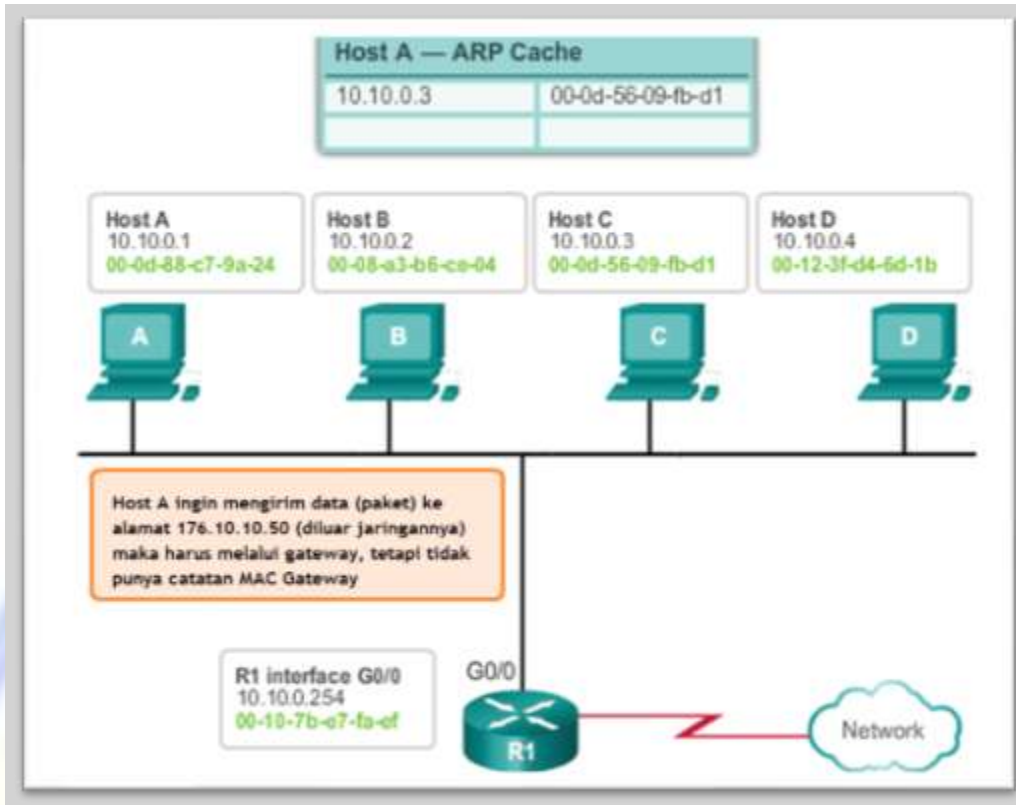 Host A — ARP Cache
10.10.0.3 00-0d-56-09-fb-d1
Host A
10.10.0.1
00-0d-88-c7-9a-24
Host B
10.10.0.2
00-08-a3-b6-ce-04
Host C
10.10.0.3
00-0d-56-09-fb-d1
Host D
10.10.0.4
00-12-3f-d4-6d-1b
A
B
C
D
Host A ingin mengirim data (paket) ke
alamat 176.10.10.50 (diluar jaringannya)
maka harus melalui gateway, tetapi tidak
punya catatan MAC Gateway
R1 interface G0/0
10.10.0.254
00-10-7b-e7-fa-ef
G0/0
R1
Network